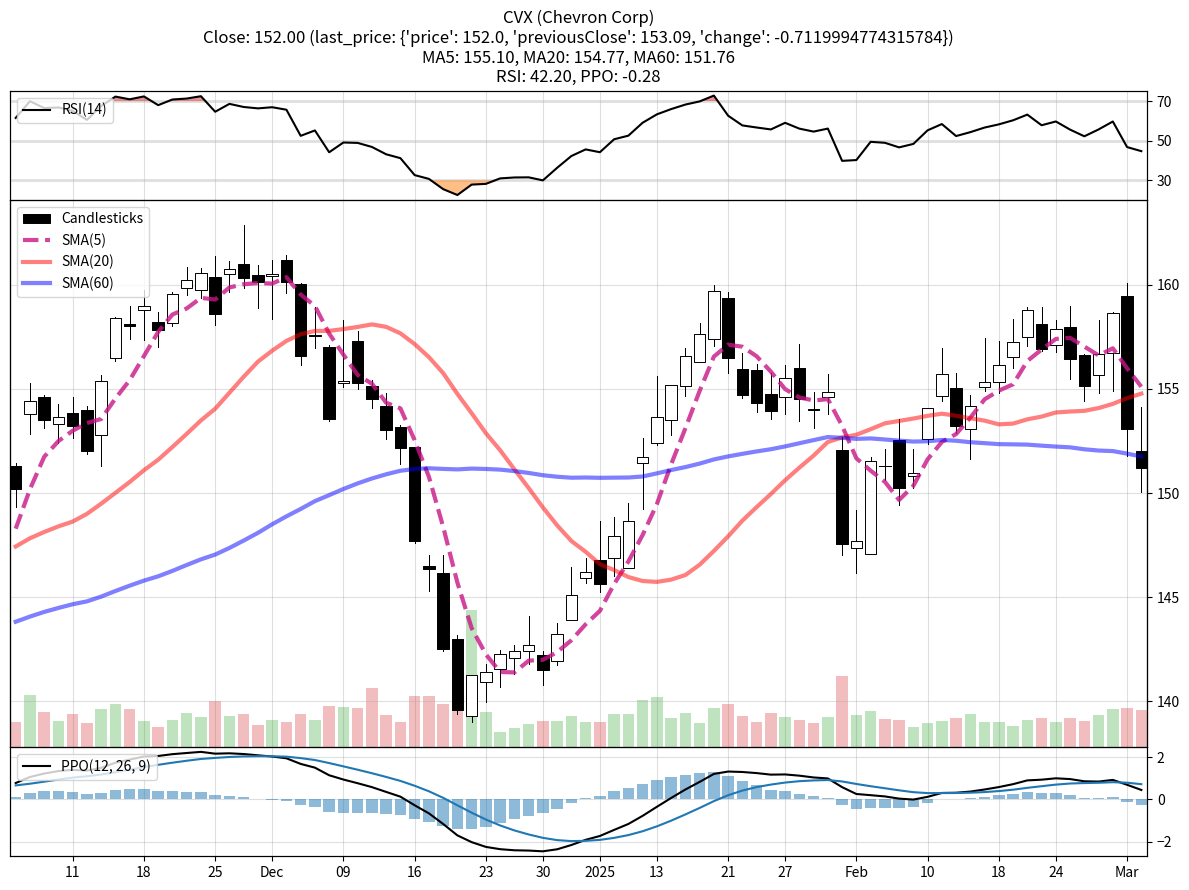 CVX (Chevron Corp)
Close: 152.00 (last_price: {'price': 152.0, 'previousClose': 153.09, 'change': -0.7119994774315784})
MA5: 155.10, MA20: 154.77, MA60: 151.76
RSI: 42.20, PPO: -0.28
RSI(14)
70
50
30
Candlesticks
SMA(5)
SMA(20)
SMA(60)
160
155
150
145
140
PPO(12, 26, 9)
2
0
−2
11 18 25 Dec 09 16 23 30 2025 13 21 27 Feb 10 18 24 Mar